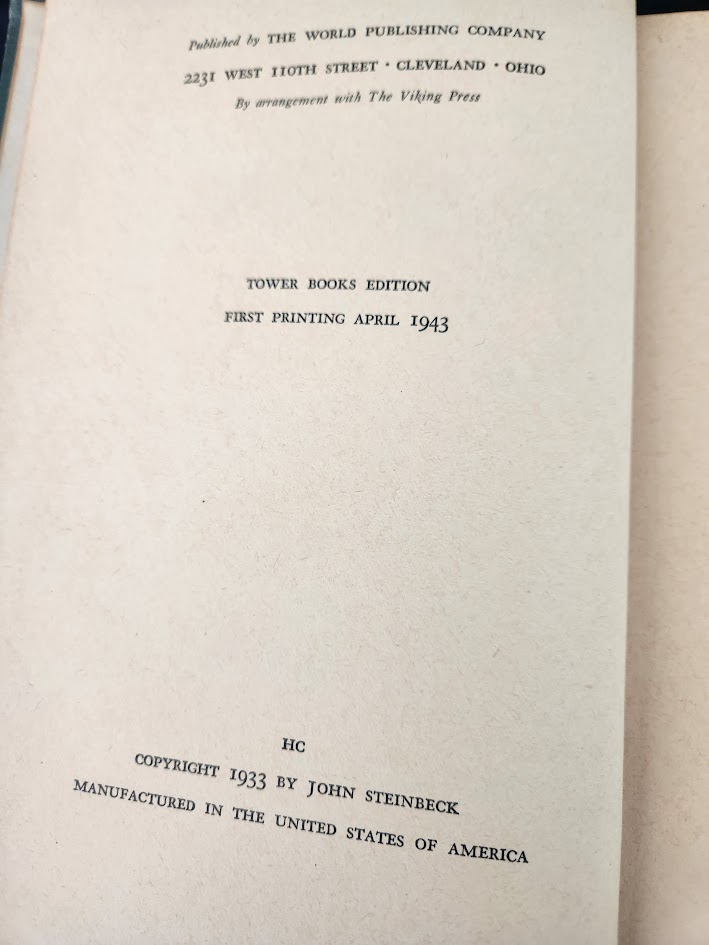 Published by THE WORLD PUBLISHING COMPANY
2231 WEST 110TH STREET · CLEVELAND · OHIO
By arrangement with The Viking Press
TOWER BOOKS EDITION
FIRST PRINTING APRIL 1943
HC
COPYRIGHT 1933 BY JOHN STEINBECK
MANUFACTURED IN THE UNITED STATES OF AMERICA